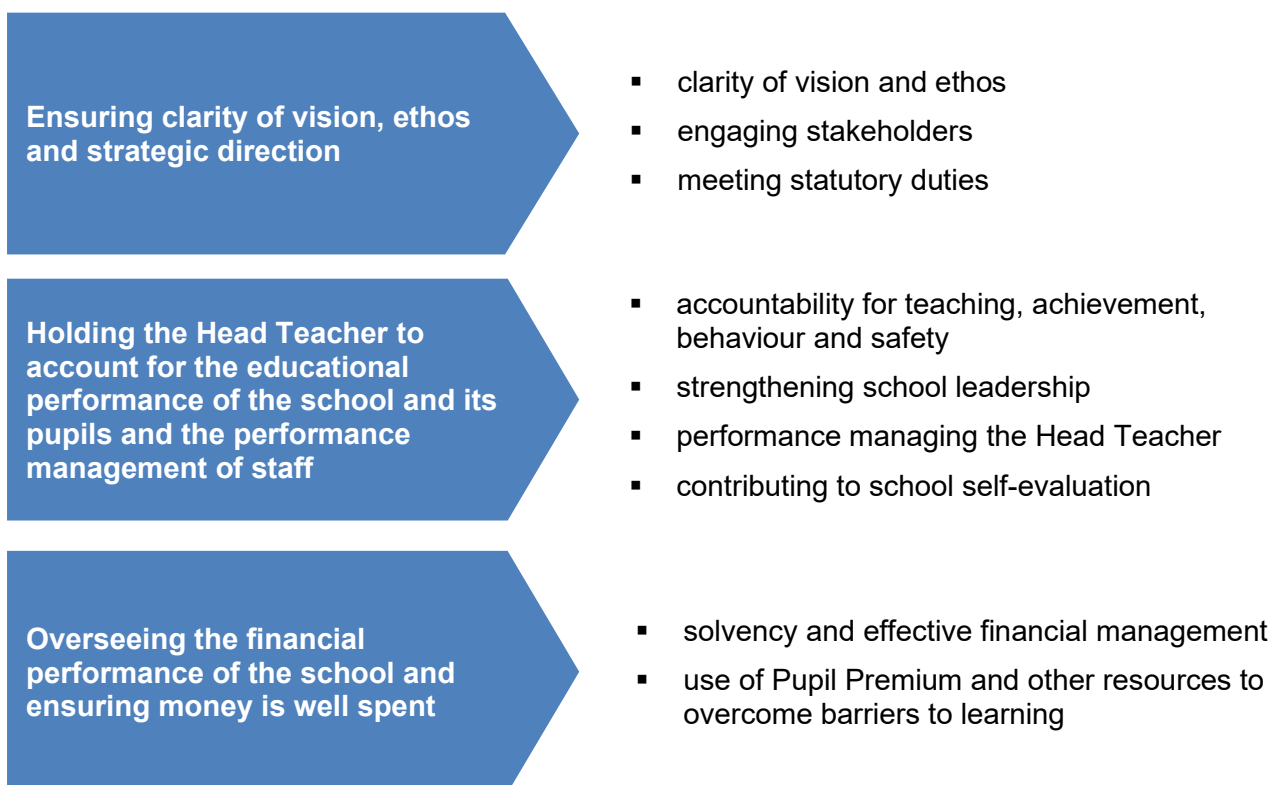 Ensuring clarity of vision, ethos
and strategic direction
▪ clarity of vision and ethos
▪ engaging stakeholders
▪ meeting statutory duties
Holding the Head Teacher to
account for the educational
performance of the school and its
pupils and the performance
management of staff
▪ accountability for teaching, achievement,
behaviour and safety
▪ strengthening school leadership
▪ performance managing the Head Teacher
▪ contributing to school self-evaluation
Overseeing the financial
performance of the school and
ensuring money is well spent
▪ solvency and effective financial management
▪ use of Pupil Premium and other resources to
overcome barriers to learning